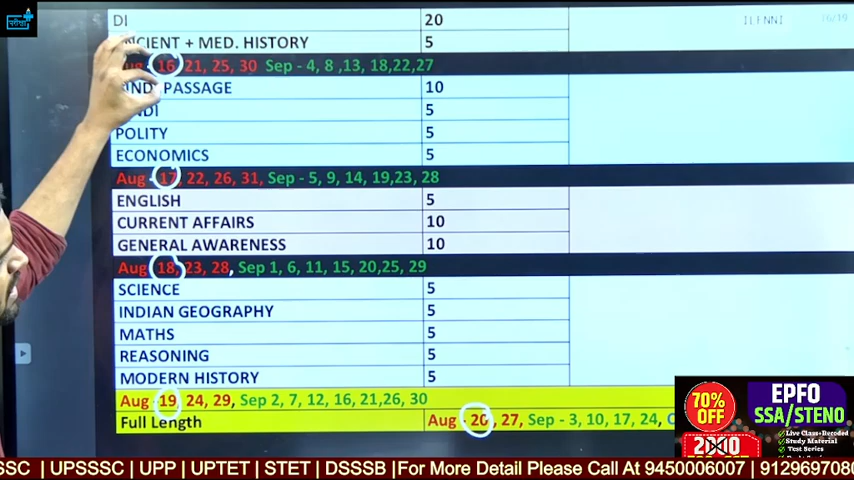 परीक्षा
DI 20
ANCIENT + MED. HISTORY 5
16, 21, 25, 30 Sep - 4, 8 ,13, 18,22,27
PASSAGE 10
5
POLITY 5
ECONOMICS 5
Aug - 17, 22, 26, 31, Sep - 5, 9, 14, 19,23, 28
ENGLISH 5
CURRENT AFFAIRS 10
GENERAL AWARENESS 10
Aug 18, 23, 28, Sep 1, 6, 11, 15, 20,25, 29
SCIENCE 5
INDIAN GEOGRAPHY 5
MATHS 5
REASONING 5
MODERN HISTORY 5
Aug - 19, 24, 29, Sep 2, 7, 12, 16, 21,26, 30
Full Length Aug - 20, 27, Sep - 3, 10, 17, 24,
70%
OFF
EPFO
SSA/STENO
Study Material
Test Series
SSC | UPSSSC | UPP | UPTET | STET | DSSSB |For More Detail Please Call At 9450006007 | 912969708